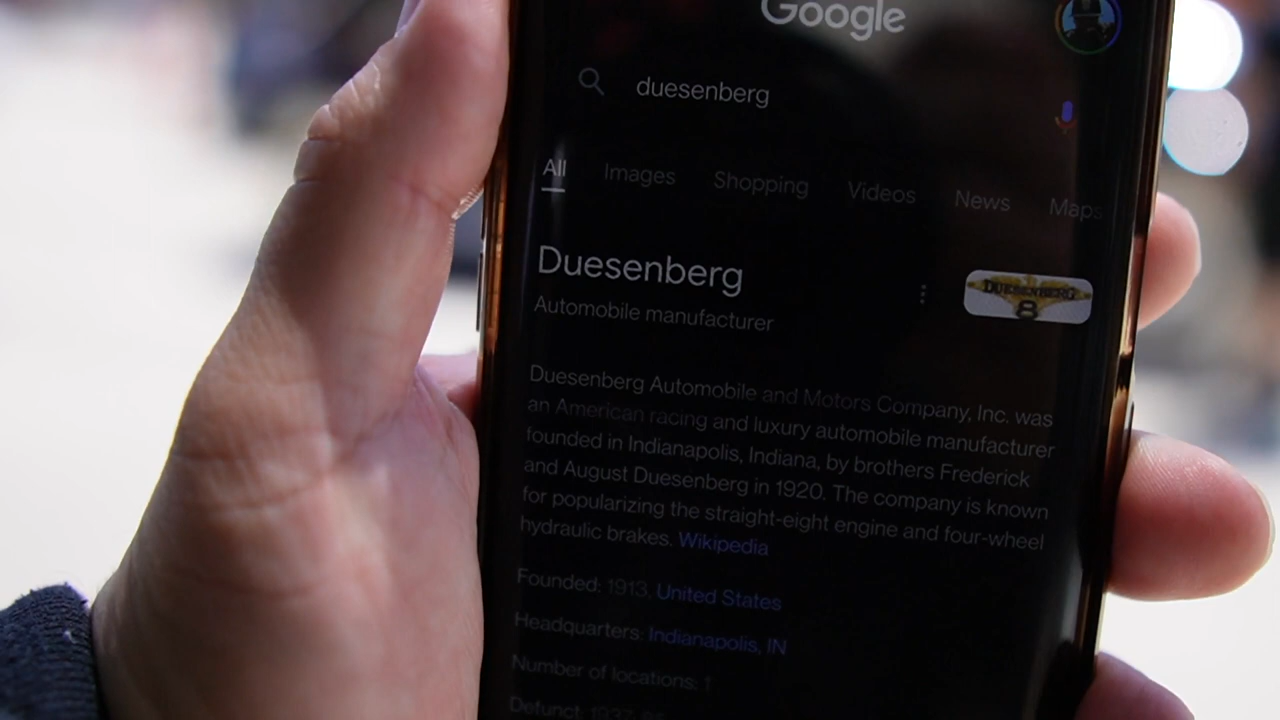 Google
duesenberg
All Images Shopping Videos News Maps
Duesenberg
DUESENBERG
8
Automobile manufacturer
Duesenberg Automobile and Motors Company, Inc. was
an American racing and luxury automobile manufacturer
founded in Indianapolis, Indiana, by brothers Frederick
and August Duesenberg in 1920. The company is known
for popularizing the straight-eight engine and four-wheel
hydraulic brakes. Wikipedia
Founded: 1913, United States
Headquarters: Indianapolis, IN
Number of locations: 1
Defunct: 1937;